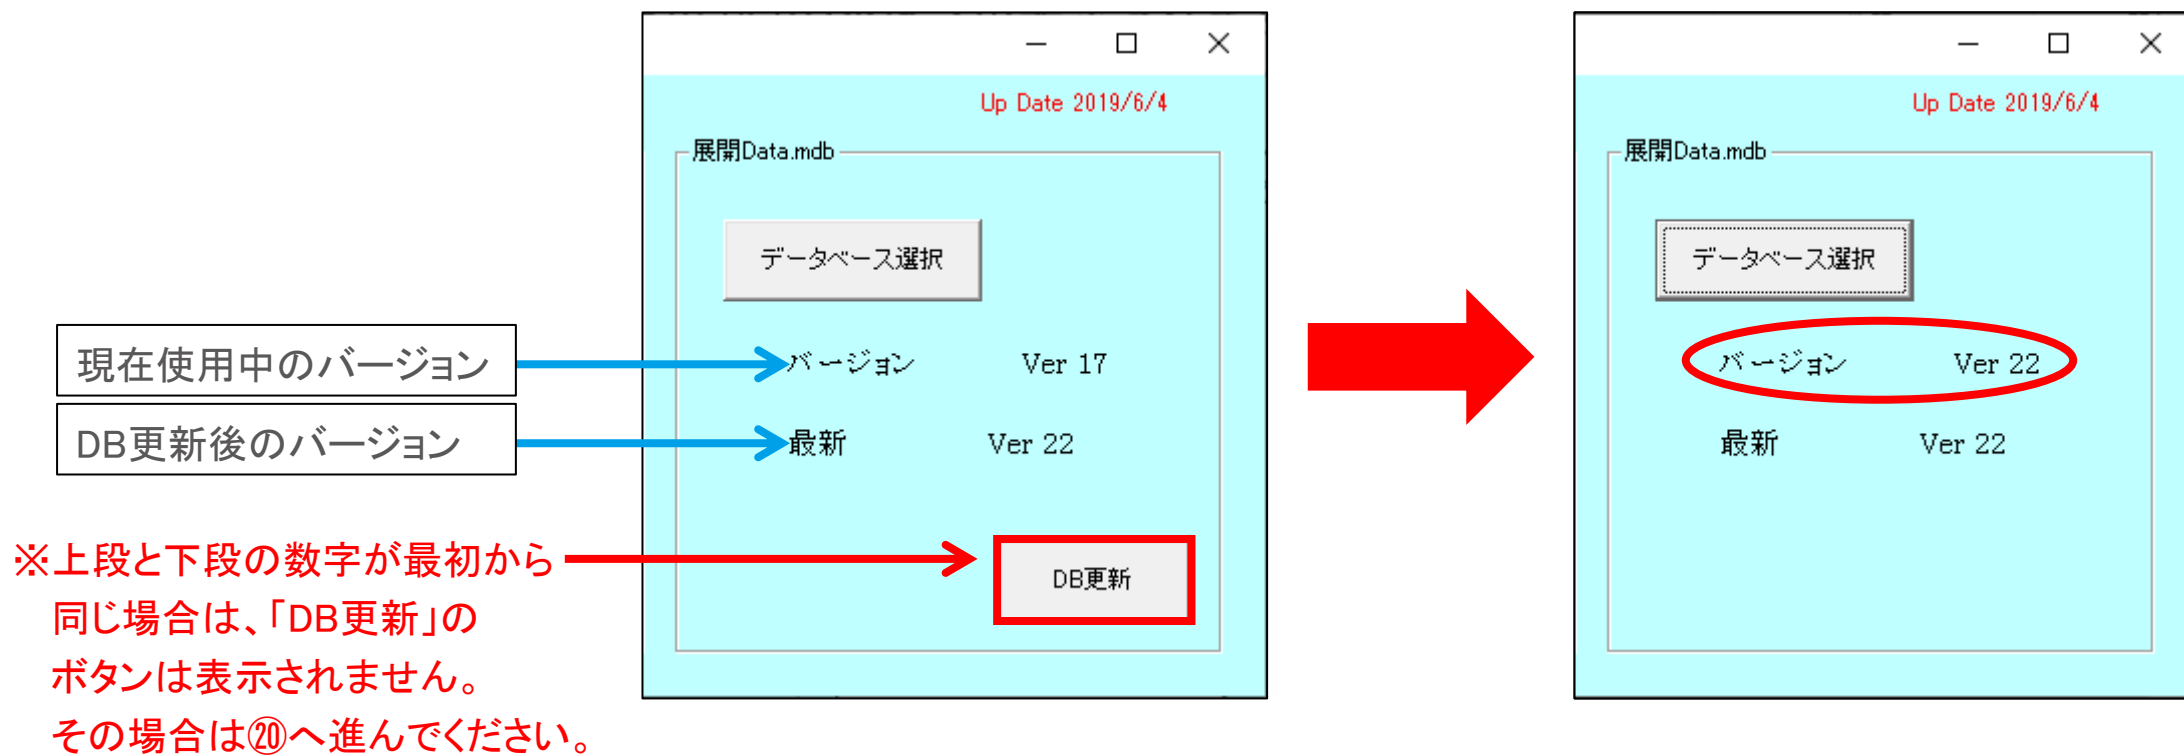 Up Date 2019/6/4
展開Data.mdb
データベース選択
現在使用中のバージョン
バージョン Ver 17
DB更新後のバージョン
最新 Ver 22
※上段と下段の数字が最初から
同じ場合は、「DB更新」の
ボタンは表示されません。
その場合は⑳へ進んでください。
DB更新
Up Date 2019/6/4
展開Data.mdb
データベース選択
バージョン Ver 22
最新 Ver 22